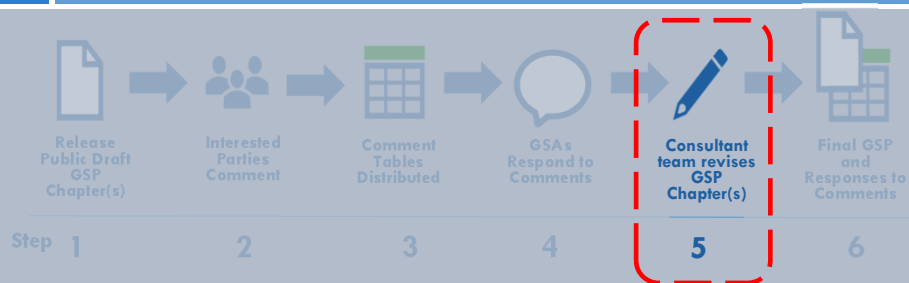 Release
Public Draft
GSP
Chapter(s)
Interested
Parties
Comment
Comment
Tables
Distributed
GSAs
Respond to
Comments
Consultant
team revises
GSP
Chapter(s)
Final GSP
and
Responses to
Comments
Step 1 2 3 4 5 6